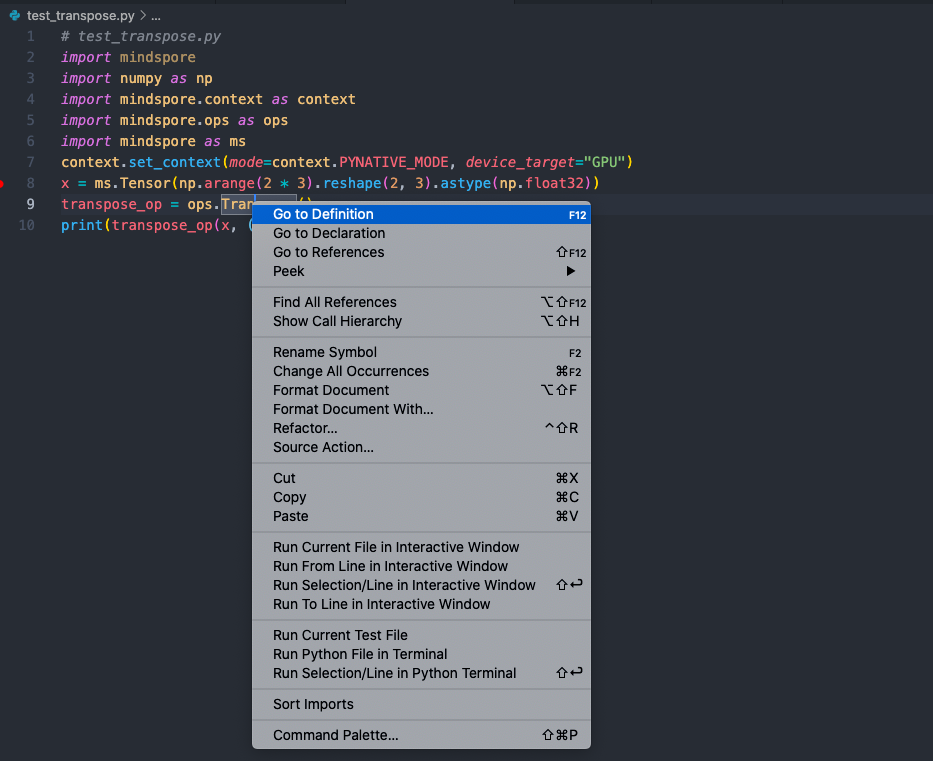 test_transpose.py > ...
1 # test_transpose.py
2 import mindspore
3 import numpy as np
4 import mindspore.context as context
5 import mindspore.ops as ops
6 import mindspore as ms
7 context.set_context(mode=context.PYNATIVE_MODE, device_target="GPU")
8 x = ms.Tensor(np.arange(2 * 3).reshape(2, 3).astype(np.float32))
9 transpose_op = ops.Tran
10 print(transpose_op(x, (
Go to Definition F12
Go to Declaration
Go to References ⇧F12
Peek ▶
Find All References ⌥⇧F12
Show Call Hierarchy ⌥⇧H
Rename Symbol F2
Change All Occurrences ⌘F2
Format Document ⌥⇧F
Format Document With...
Refactor... ^⇧R
Source Action...
Cut ⌘X
Copy ⌘C
Paste ⌘V
Run Current File in Interactive Window
Run From Line in Interactive Window
Run Selection/Line in Interactive Window ⇧↩
Run To Line in Interactive Window
Run Current Test File
Run Python File in Terminal
Run Selection/Line in Python Terminal ⇧↩
Sort Imports
Command Palette... ⇧⌘P